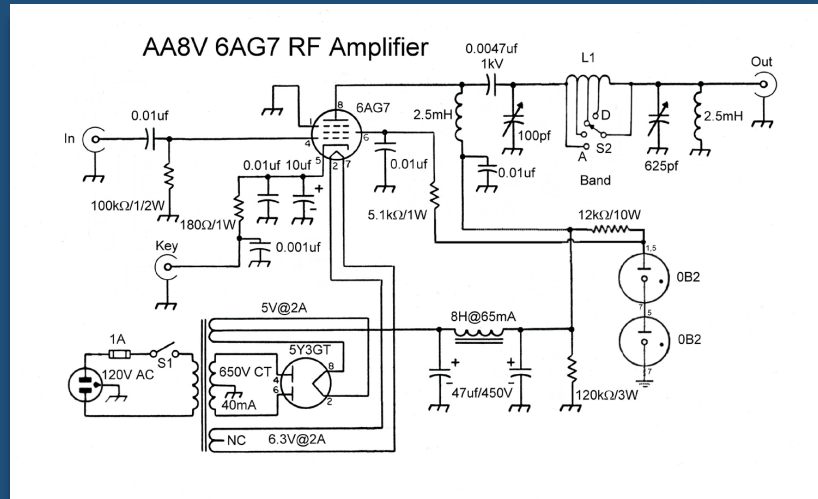 AA8V 6AG7 RF Amplifier
0.0047uf
1kV
L1
Out
8
6AG7
0.01uf
1
2.5mH
100pf
D
S2
A
Band
625pf
2.5mH
In
4
6
5
2
7
0.01uf
0.01uf
0.01uf 10uf
+
-
100kΩ/1/2W
180Ω/1W
5.1kΩ/1W
12kΩ/10W
Key
0.001uf
1,5
0B2
7
5
0B2
7
5V@2A
8H@65mA
1A
S1
120V AC
5Y3GT
650V CT
40mA
4
6
8
2
+
-
+
-
47uf/450V
120kΩ/3W
NC
6.3V@2A